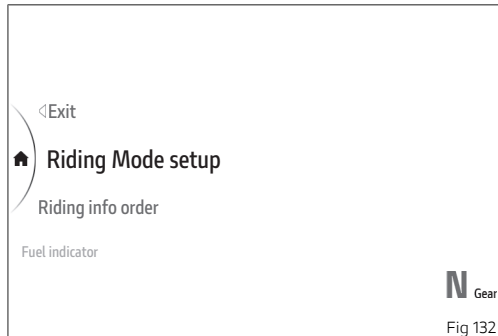 ◁Exit
Riding Mode setup
Riding info order
Fuel indicator
N Gear
Fig 132